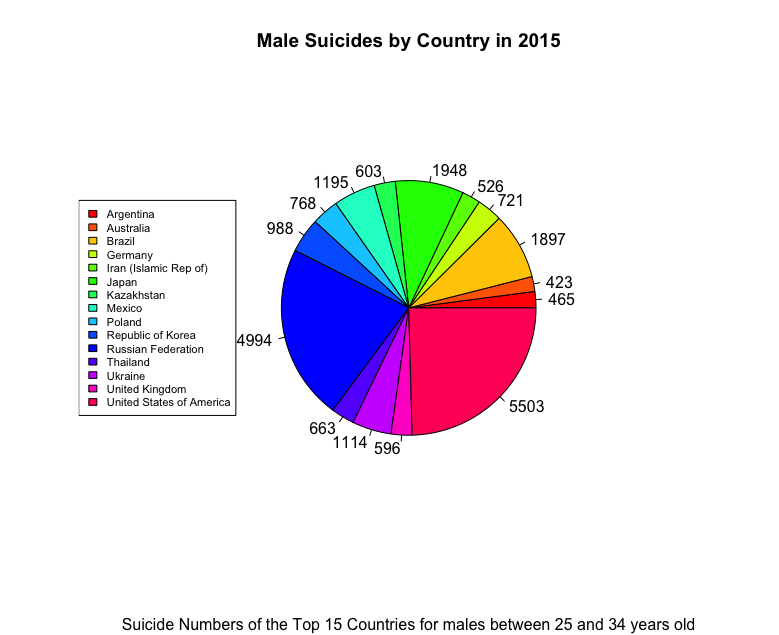 Male Suicides by Country in 2015
603
1948
1195
526
768
721
988
1897
423
465
4994
5503
663
1114
596
Argentina
Australia
Brazil
Germany
Iran (Islamic Rep of)
Japan
Kazakhstan
Mexico
Poland
Republic of Korea
Russian Federation
Thailand
Ukraine
United Kingdom
United States of America
Suicide Numbers of the Top 15 Countries for males between 25 and 34 years old